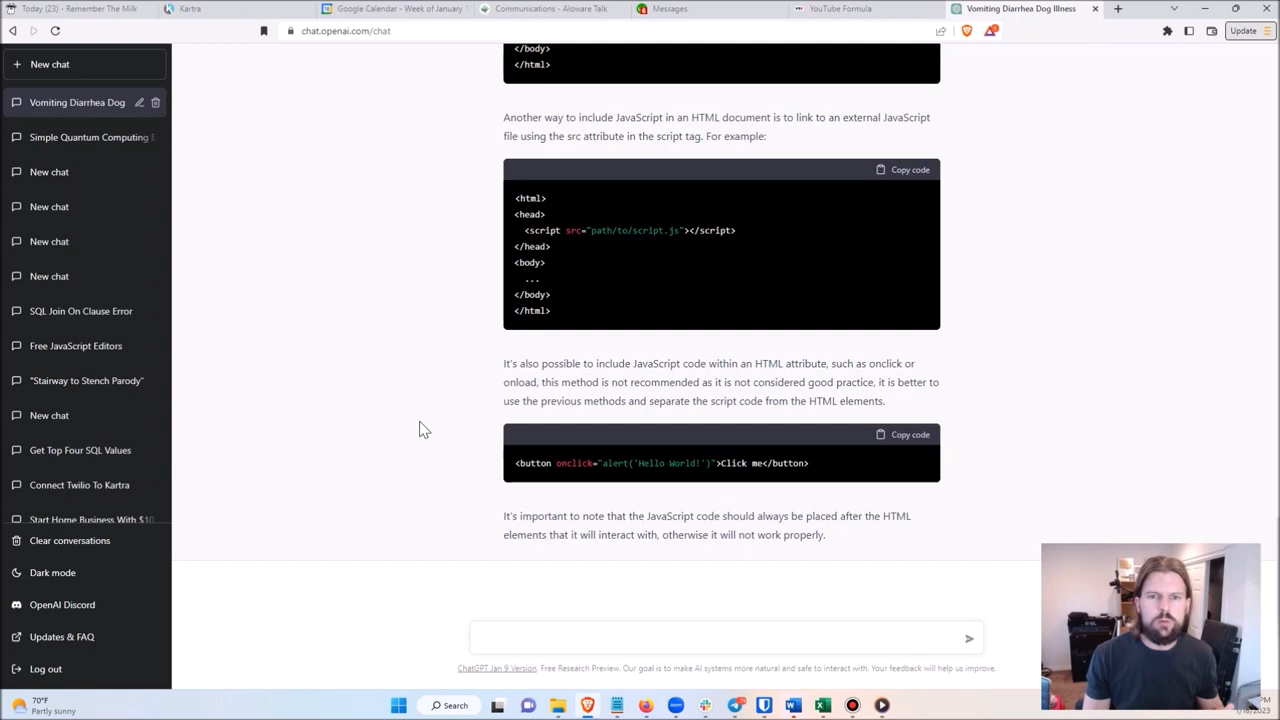 Today (23) - Remember The Milk
Kartra
Google Calendar - Week of January
Communications - Aloware Talk
Messages
YouTube Formula
Vomiting Diarrhea Dog Illness
chat.openai.com/chat
Update
New chat
Vomiting Diarrhea Dog
Simple Quantum Computing E
New chat
New chat
New chat
New chat
SQL Join On Clause Error
Free JavaScript Editors
"Stairway to Stench Parody"
New chat
Get Top Four SQL Values
Connect Twilio To Kartra
Start Home Business With $10
Clear conversations
Dark mode
OpenAI Discord
Updates & FAQ
Log out
</body>
</html>
Another way to include JavaScript in an HTML document is to link to an external JavaScript
file using the src attribute in the script tag. For example:
Copy code
<html>
<head>
<script src="path/to/script.js"></script>
</head>
<body>
...
</body>
</html>
It's also possible to include JavaScript code within an HTML attribute, such as onclick or
onload, this method is not recommended as it is not considered good practice, it is better to
use the previous methods and separate the script code from the HTML elements.
Copy code
<button onclick="alert('Hello World!')">Click me</button>
It's important to note that the JavaScript code should always be placed after the HTML
elements that it will interact with, otherwise it will not work properly.
ChatGPT Jan 9 Version. Free Research Preview. Our goal is to make AI systems more natural and safe to interact with. Your feedback will help us improve.
70°F
Partly sunny
Search
PM
1/18/2023